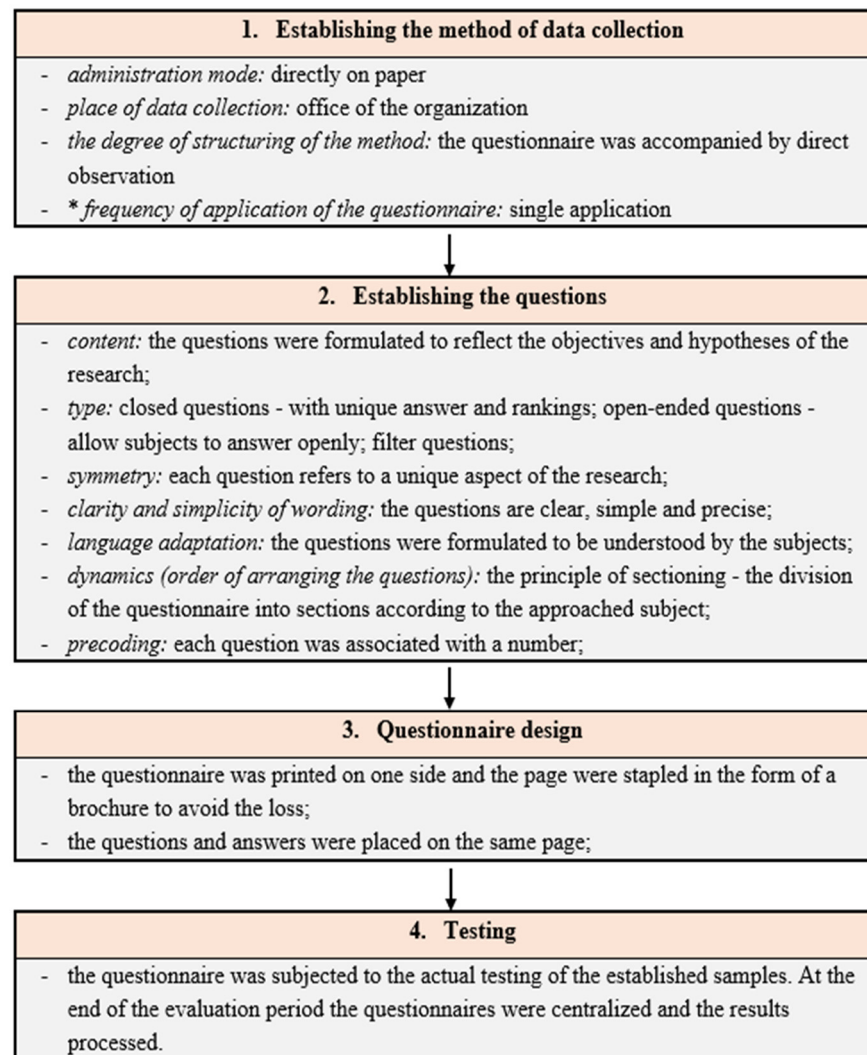 1. Establishing the method of data collection
- administration mode: directly on paper
- place of data collection: office of the organization
- the degree of structuring of the method: the questionnaire was accompanied by direct
observation
- * frequency of application of the questionnaire: single application
2. Establishing the questions
- content: the questions were formulated to reflect the objectives and hypotheses of the
research;
- type: closed questions - with unique answer and rankings; open-ended questions -
allow subjects to answer openly; filter questions;
- symmetry: each question refers to a unique aspect of the research;
- clarity and simplicity of wording: the questions are clear, simple and precise;
- language adaptation: the questions were formulated to be understood by the subjects;
- dynamics (order of arranging the questions): the principle of sectioning - the division
of the questionnaire into sections according to the approached subject;
- precoding: each question was associated with a number;
3. Questionnaire design
- the questionnaire was printed on one side and the page were stapled in the form of a
brochure to avoid the loss;
- the questions and answers were placed on the same page;
4. Testing
- the questionnaire was subjected to the actual testing of the established samples. At the
end of the evaluation period the questionnaires were centralized and the results
processed.